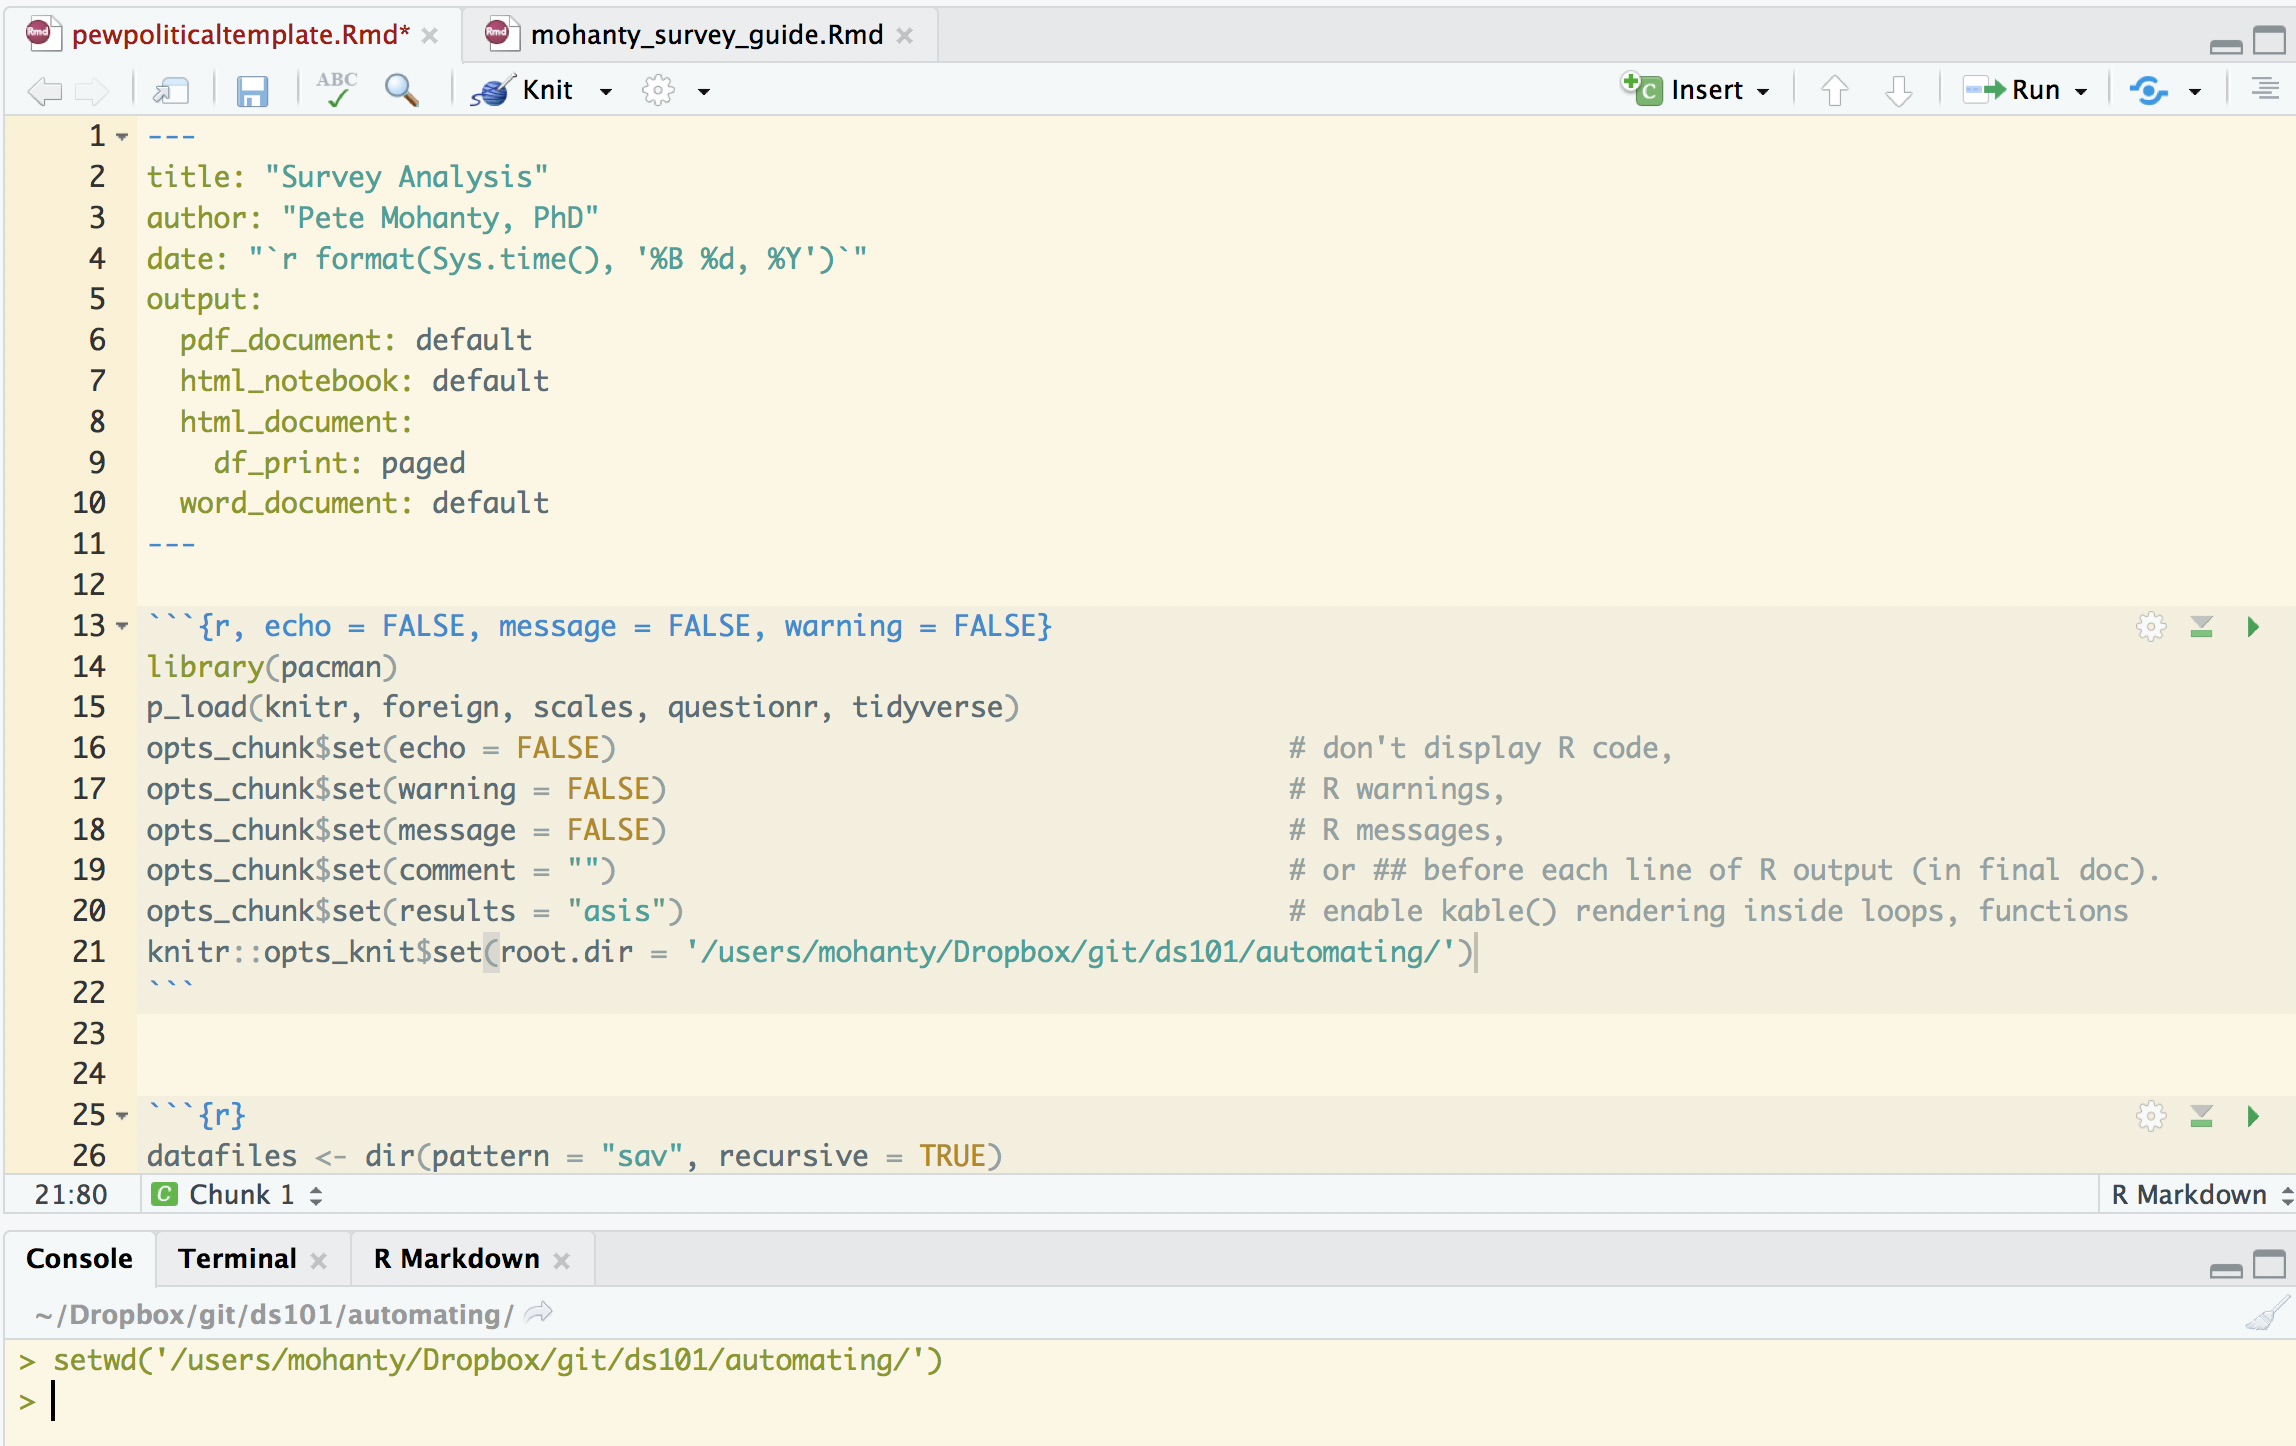 pewpoliticaltemplate.Rmd* mohanty_survey_guide.Rmd
ABC Knit Insert Run
1 ---
2 title: "Survey Analysis"
3 author: "Pete Mohanty, PhD"
4 date: "`r format(Sys.time(), '%B %d, %Y')`"
5 output:
6   pdf_document: default
7   html_notebook: default
8   html_document:
9     df_print: paged
10   word_document: default
11 ---
12
13 ```{r, echo = FALSE, message = FALSE, warning = FALSE}
14 library(pacman)
15 p_load(knitr, foreign, scales, questionr, tidyverse)
16 opts_chunk$set(echo = FALSE) # don't display R code,
17 opts_chunk$set(warning = FALSE) # R warnings,
18 opts_chunk$set(message = FALSE) # R messages,
19 opts_chunk$set(comment = "") # or ## before each line of R output (in final doc).
20 opts_chunk$set(results = "asis") # enable kable() rendering inside loops, functions
21 knitr::opts_knit$set(root.dir = '/users/mohanty/Dropbox/git/ds101/automating/')
22 ```
23
24
25 ```{r}
26 datafiles <- dir(pattern = "sav", recursive = TRUE)
21:80 C Chunk 1 R Markdown
Console Terminal R Markdown
~/Dropbox/git/ds101/automating/
> setwd('/users/mohanty/Dropbox/git/ds101/automating/')
>